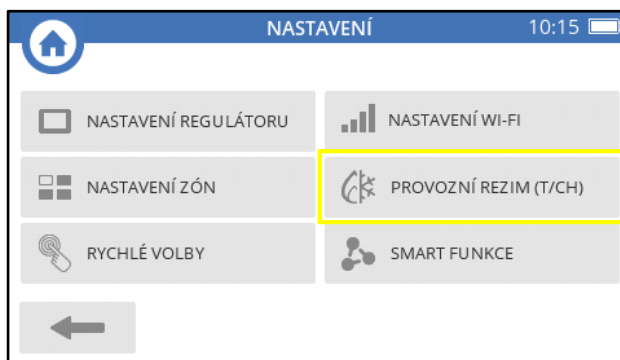 NASTAVENÍ 10:15
NASTAVENÍ REGULÁTORU
NASTAVENÍ WI-FI
NASTAVENÍ ZÓN
PROVOZNÍ REZIM (T/CH)
RYCHLÉ VOLBY
SMART FUNKCE